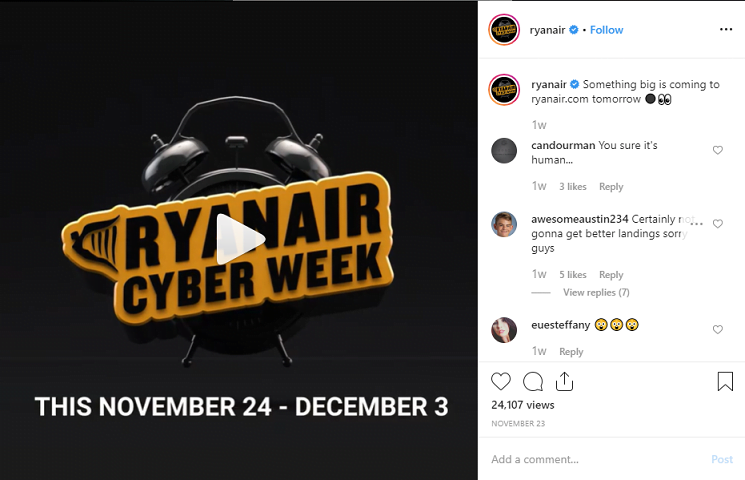 RYANAIR
CYBER WEEK
THIS NOVEMBER 24 - DECEMBER 3
ryanair • Follow
ryanair Something big is coming to
ryanair.com tomorrow ⚫👀
1w
candourman You sure it's
human...
1w 3 likes Reply
awesomeaustin234 Certainly not
gonna get better landings sorry
guys
1w 5 likes Reply
View replies (7)
euesteffany 😲😲😲
1w Reply
24,107 views
NOVEMBER 23
Add a comment... Post